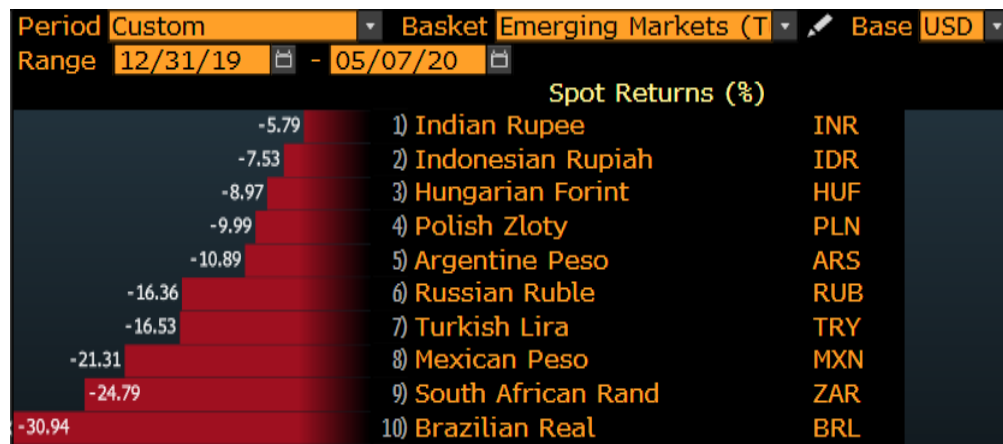 Period Custom Basket Emerging Markets (T Base USD
Range 12/31/19 - 05/07/20
Spot Returns (%)
-5.79 1) Indian Rupee INR
-7.53 2) Indonesian Rupiah IDR
-8.97 3) Hungarian Forint HUF
-9.99 4) Polish Zloty PLN
-10.89 5) Argentine Peso ARS
-16.36 6) Russian Ruble RUB
-16.53 7) Turkish Lira TRY
-21.31 8) Mexican Peso MXN
-24.79 9) South African Rand ZAR
-30.94 10) Brazilian Real BRL